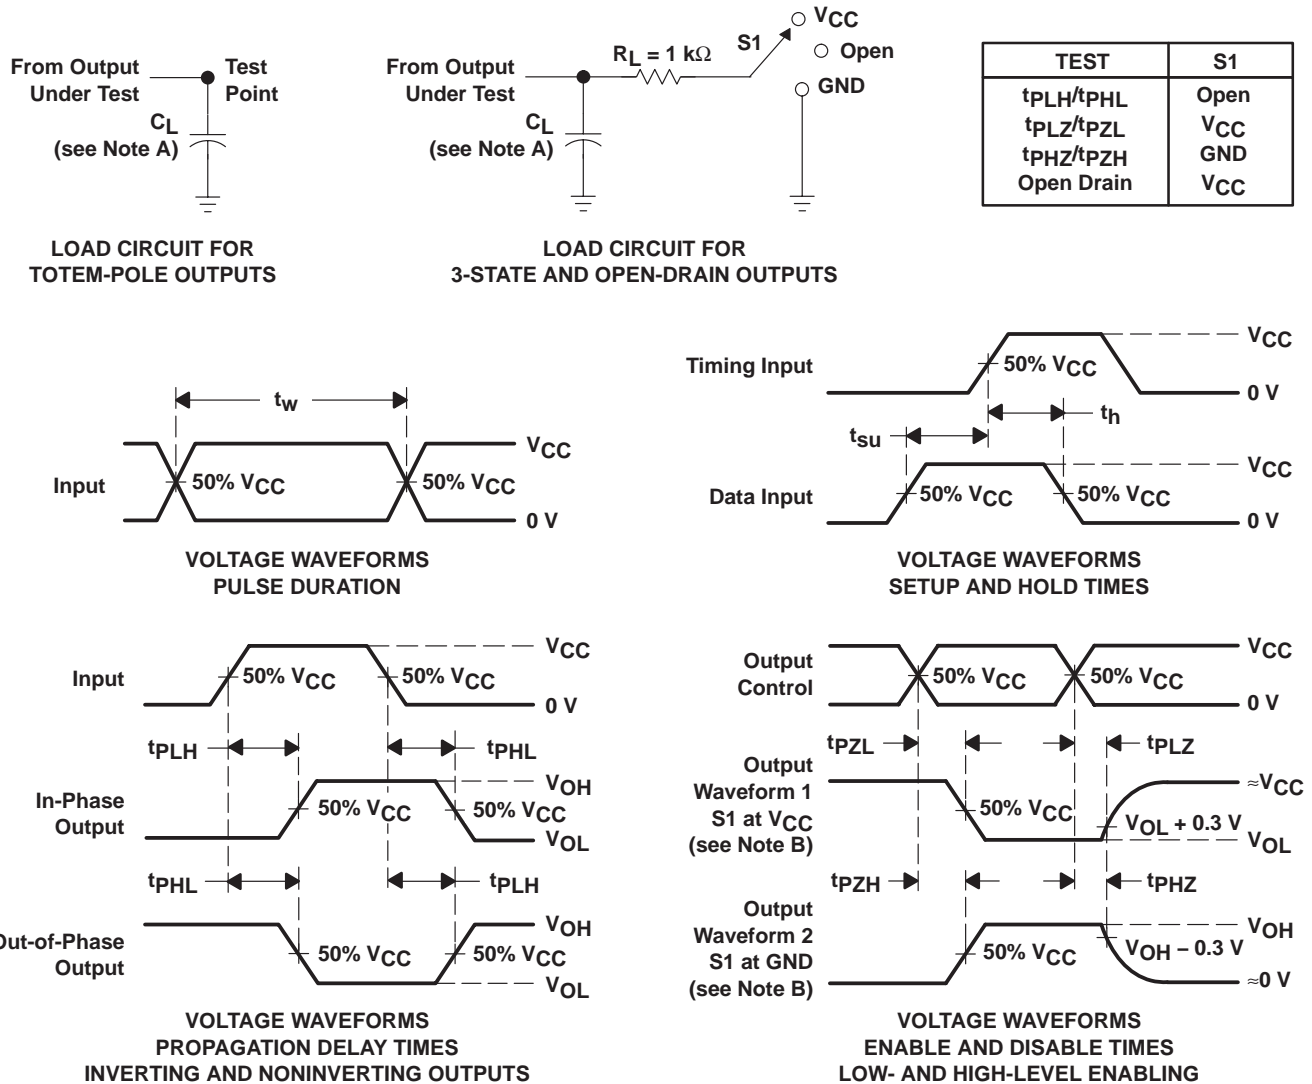 From Output
Under Test
Test
Point
CL
(see Note A)
LOAD CIRCUIT FOR
TOTEM-POLE OUTPUTS
From Output
Under Test
CL
(see Note A)
RL = 1 kΩ
S1
VCC
Open
GND
LOAD CIRCUIT FOR
3-STATE AND OPEN-DRAIN OUTPUTS
TEST S1
tPLH/tPHL Open
tPLZ/tPZL VCC
tPHZ/tPZH GND
Open Drain VCC
tw
Input
50% VCC
50% VCC
VCC
0 V
VOLTAGE WAVEFORMS
PULSE DURATION
Timing Input
50% VCC
VCC
0 V
tsu
th
Data Input
50% VCC
50% VCC
VCC
0 V
VOLTAGE WAVEFORMS
SETUP AND HOLD TIMES
Input
50% VCC
50% VCC
VCC
0 V
tPLH
tPHL
In-Phase
Output
50% VCC
50% VCC
VOH
VOL
tPHL
tPLH
Out-of-Phase
Output
50% VCC
50% VCC
VOH
VOL
VOLTAGE WAVEFORMS
PROPAGATION DELAY TIMES
INVERTING AND NONINVERTING OUTPUTS
Output
Control
50% VCC
50% VCC
VCC
0 V
tPZL
tPLZ
Output
Waveform 1
S1 at VCC
(see Note B)
50% VCC
≈VCC
VOL + 0.3 V
VOL
tPZH
tPHZ
Output
Waveform 2
S1 at GND
(see Note B)
50% VCC
VOH
VOH − 0.3 V
≈0 V
VOLTAGE WAVEFORMS
ENABLE AND DISABLE TIMES
LOW- AND HIGH-LEVEL ENABLING